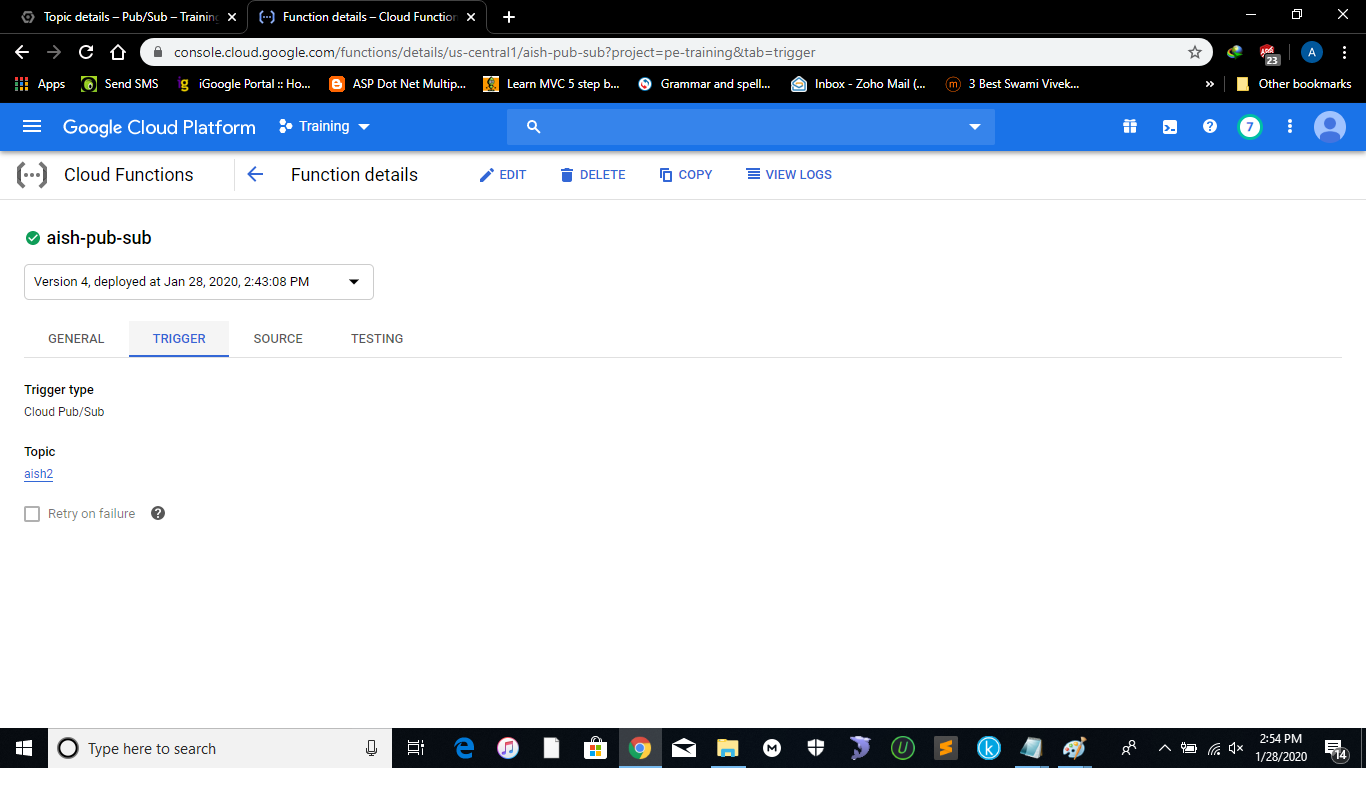 Topic details – Pub/Sub – Training
Function details – Cloud Function
console.cloud.google.com/functions/details/us-central1/aish-pub-sub?project=pe-training&tab=trigger
A
23
Apps
Send SMS
iGoogle Portal :: Ho...
ASP Dot Net Multip...
Learn MVC 5 step b...
Grammar and spell...
Inbox - Zoho Mail (...
3 Best Swami Vivek...
»
Other bookmarks
Google Cloud Platform
Training
7
Cloud Functions
Function details
EDIT
DELETE
COPY
VIEW LOGS
aish-pub-sub
Version 4, deployed at Jan 28, 2020, 2:43:08 PM
GENERAL
TRIGGER
SOURCE
TESTING
Trigger type
Cloud Pub/Sub
Topic
aish2
Retry on failure
Type here to search
2:54 PM
1/28/2020
14